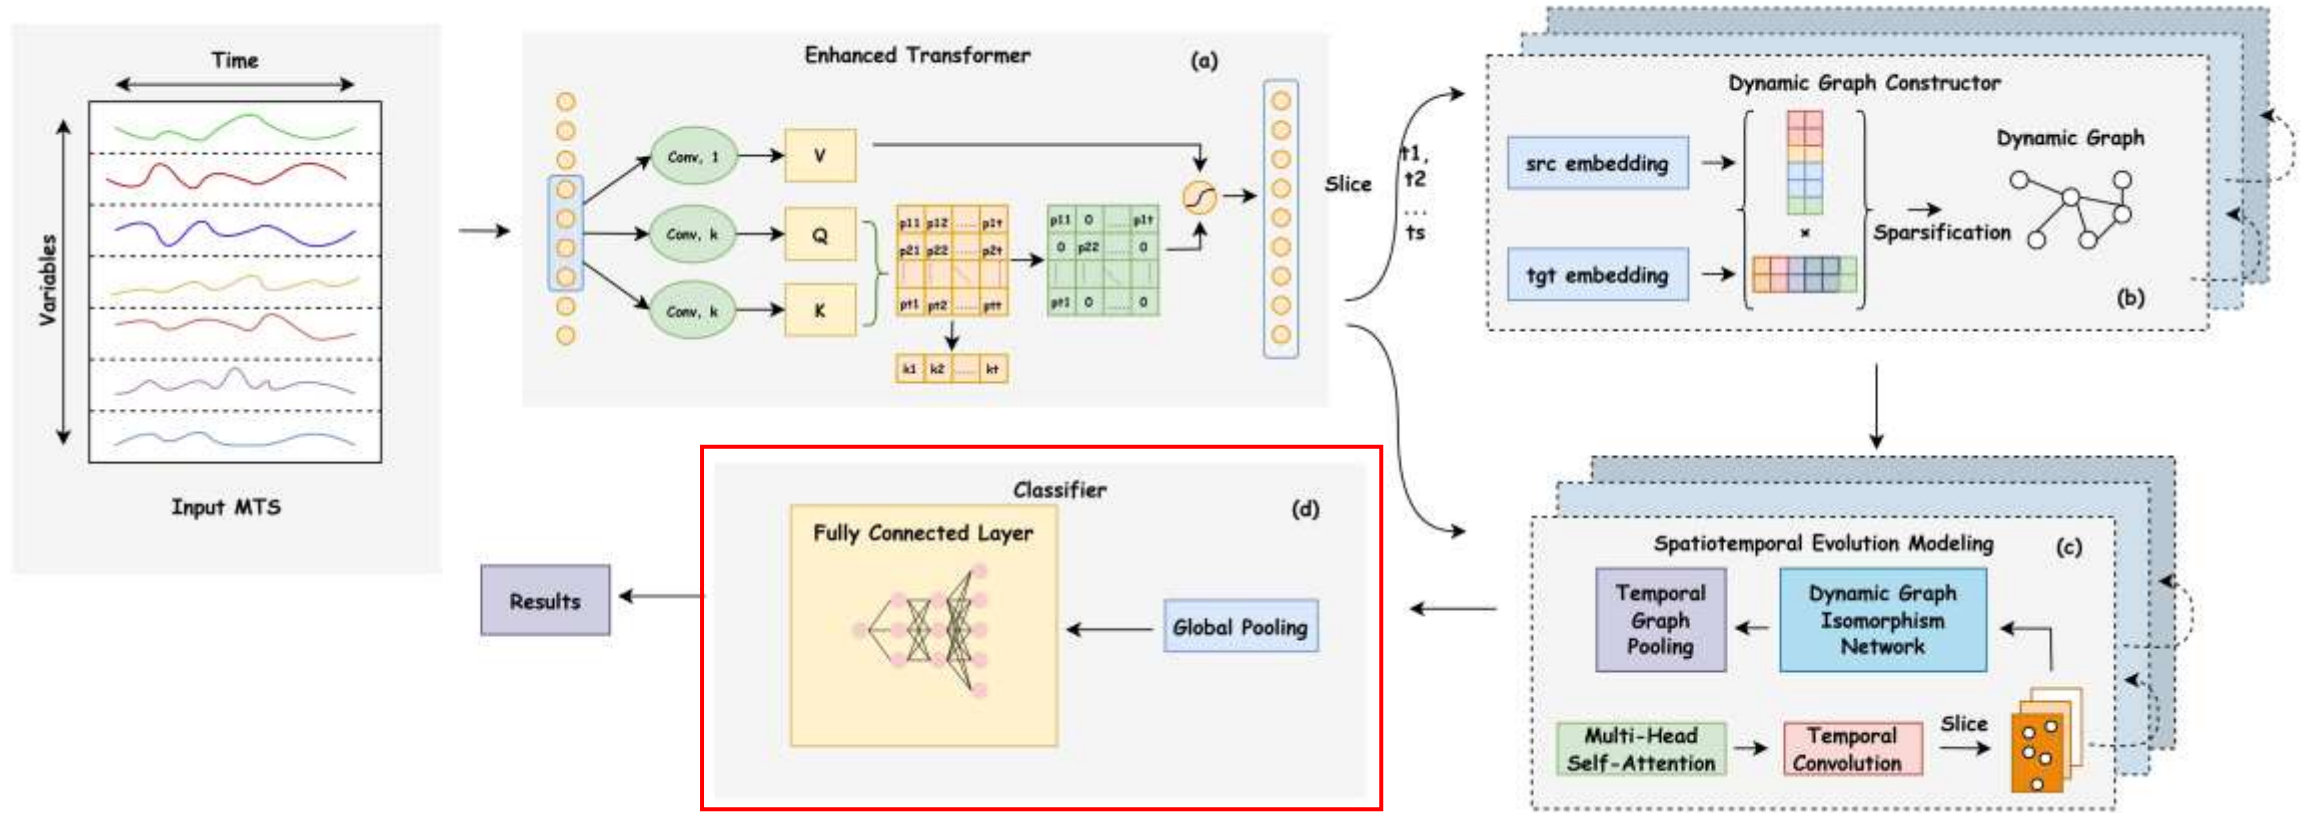 Time
Variables
Input MTS
Enhanced Transformer
(a)
Conv, 1
V
Conv, k
Q
Conv, k
K
p11 p12 ..... p1t
p21 p22 ..... p2t
pt1 pt2 ..... ptt
k1 k2 ..... kt
p11 0 ..... p1t
0 p22 ..... 0
pt1 0 ..... 0
Slice
t1,
t2
...
ts
Dynamic Graph Constructor
src embedding
tgt embedding
×
Sparsification
Dynamic Graph
(b)
Spatiotemporal Evolution Modeling
(c)
Temporal
Graph
Pooling
Dynamic Graph
Isomorphism
Network
Multi-Head
Self-Attention
Temporal
Convolution
Slice
Classifier
(d)
Fully Connected Layer
Global Pooling
Results